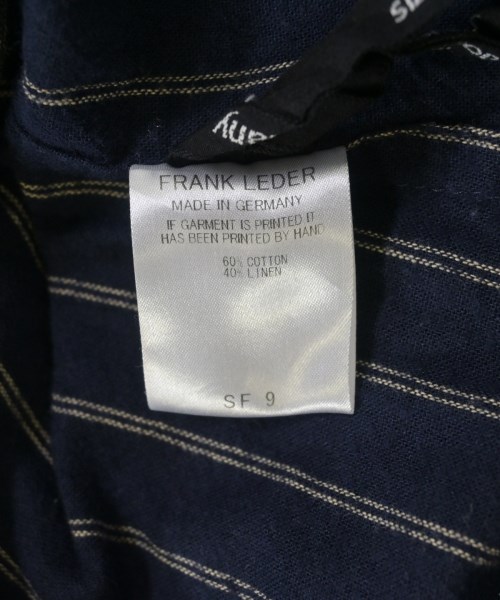 FRANK LEDER
MADE IN GERMANY
IF GARMENT IS PRINTED IT
HAS BEEN PRINTED BY HAND
60% COTTON
40% LINEN
SF 9